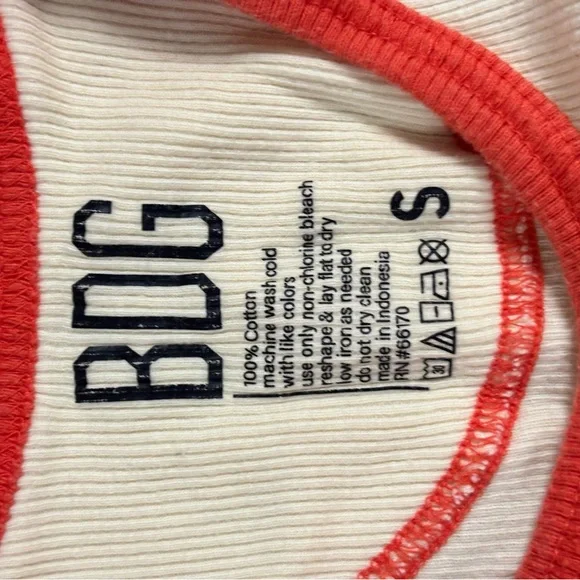 BDG
100% Cotton
machine wash cold
with like colors
use only non-chlorine bleach
reshape & lay flat to dry
low iron as needed
do not dry clean
made in Indonesia
RN#66170
30
S